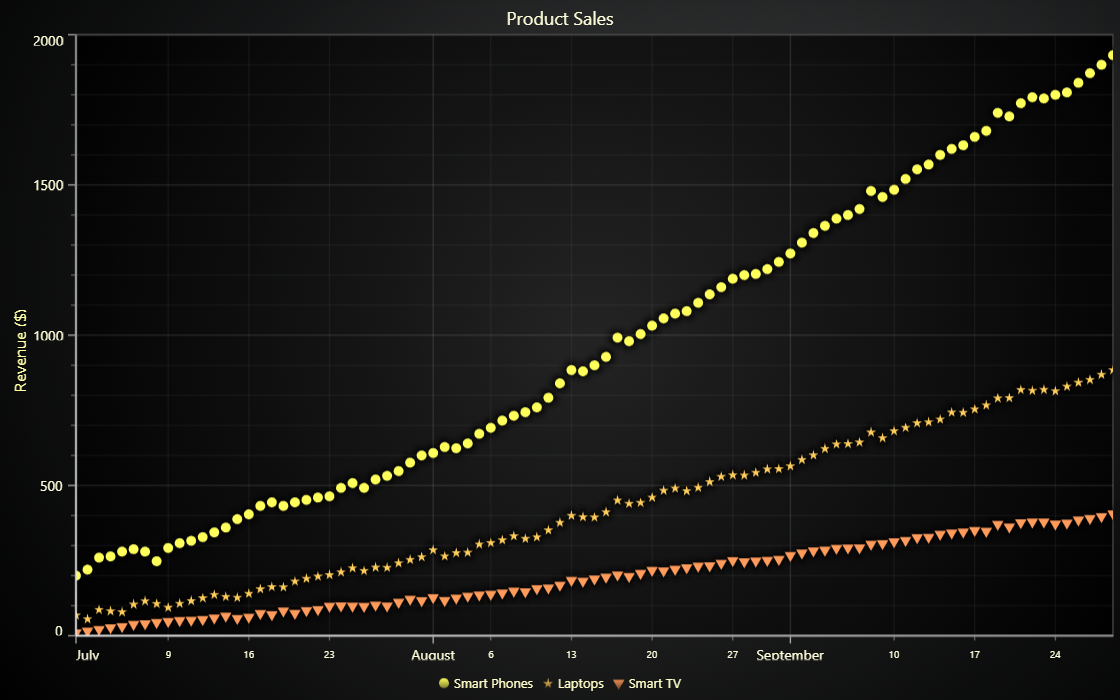 Product Sales
2000
1500
1000
500
0
Revenue ($)
July 9 16 23 August 6 13 20 27 September 10 17 24
Smart Phones Laptops Smart TV